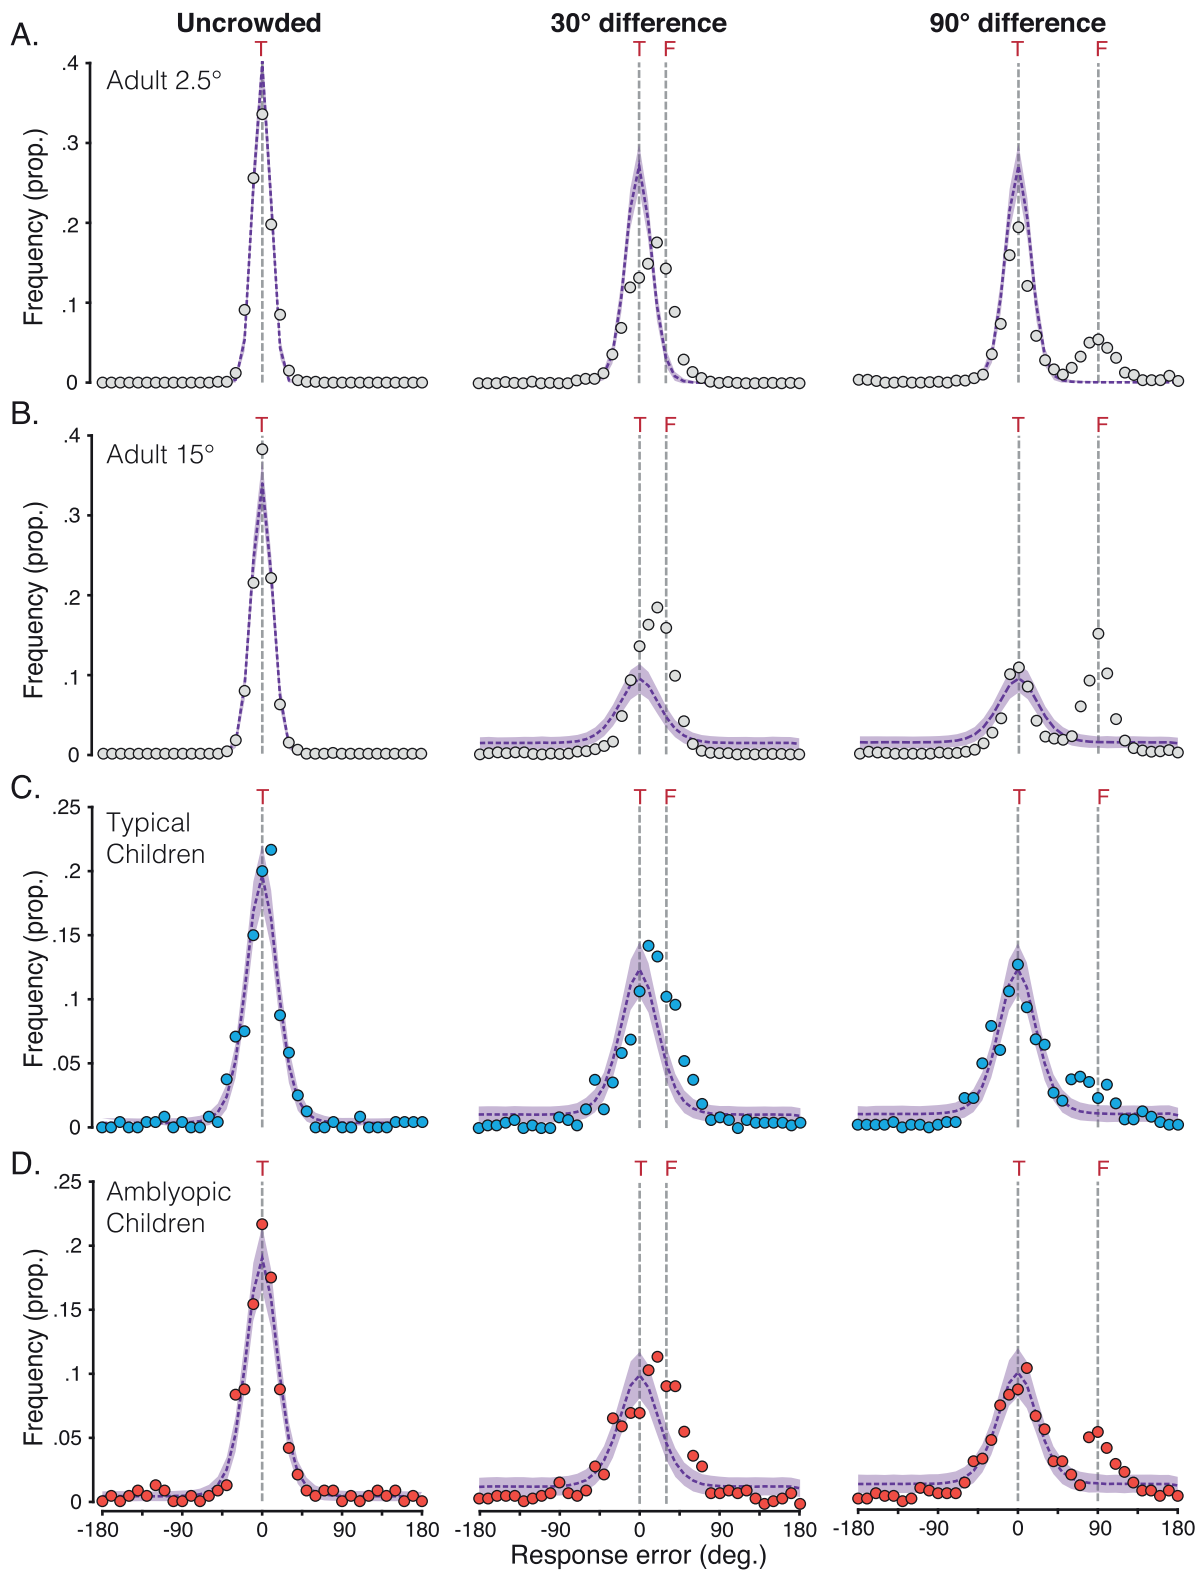 Uncrowded 30° difference 90° difference
A.
T T F T F
Adult 2.5°
.4
.3
.2
.1
0
Frequency (prop.)
B.
T T F T F
Adult 15°
.4
.3
.2
.1
0
Frequency (prop.)
C.
T T F T F
Typical
Children
.25
.2
.15
.1
.05
0
Frequency (prop.)
D.
T T F T F
Amblyopic
Children
.25
.2
.15
.1
.05
0
Frequency (prop.)
-180 -90 0 90 180 -180 -90 0 90 180 -180 -90 0 90 180
Response error (deg.)